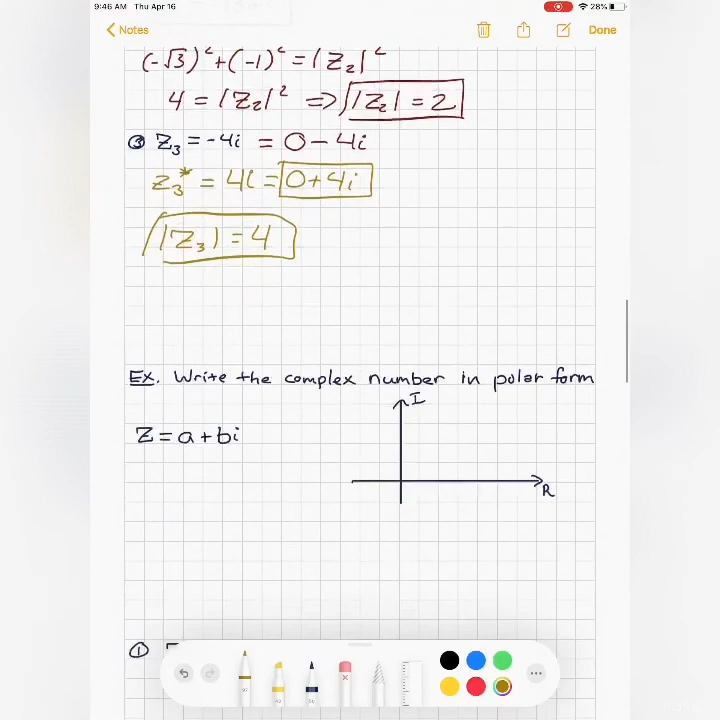 9:46 AM Thu Apr 16
28%
Notes
Done
(-√3)² + (-1)² = |Z₂|²
4 = |Z₂|² ⇒ |Z₂| = 2
③ Z₃ = -4i = 0 - 4i
Z₃* = 4i = 0 + 4i
|Z₃| = 4
Ex. Write the complex number in polar form
I
Z = a + bi
R
①